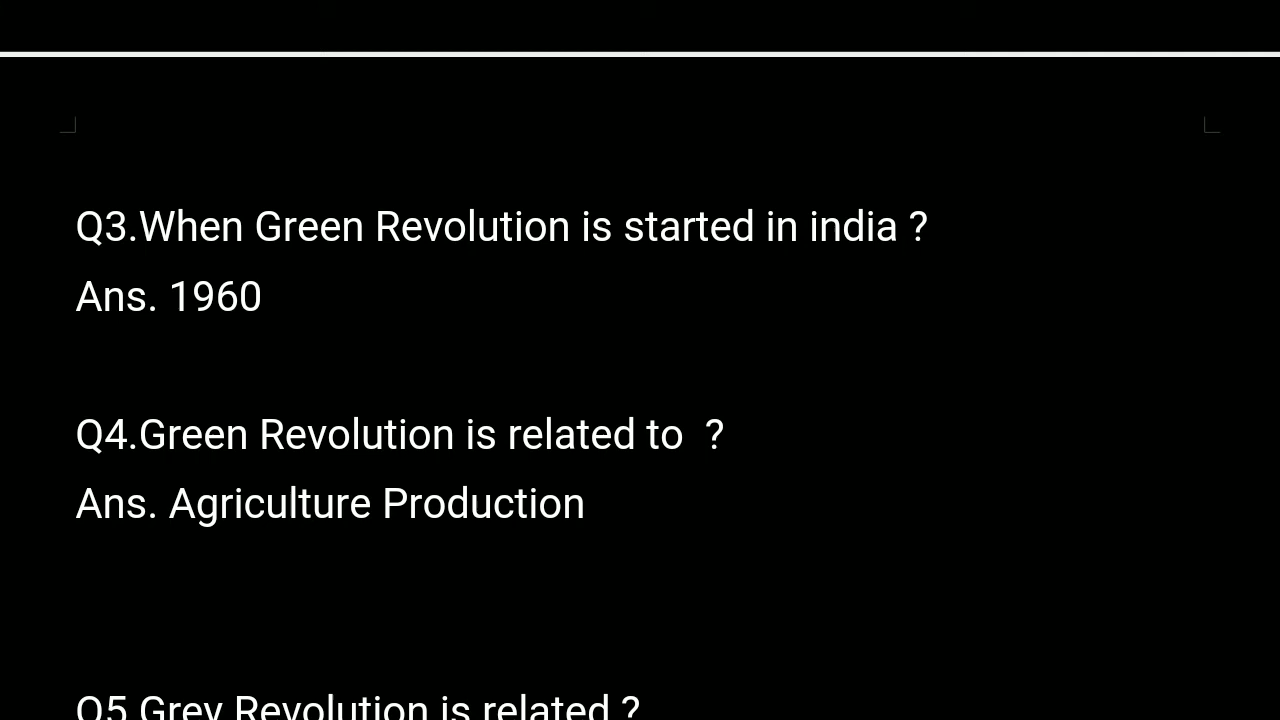 Q3.When Green Revolution is started in india ?
Ans. 1960
Q4.Green Revolution is related to  ?
Ans. Agriculture Production
Q5 Grey Revolution is related ?